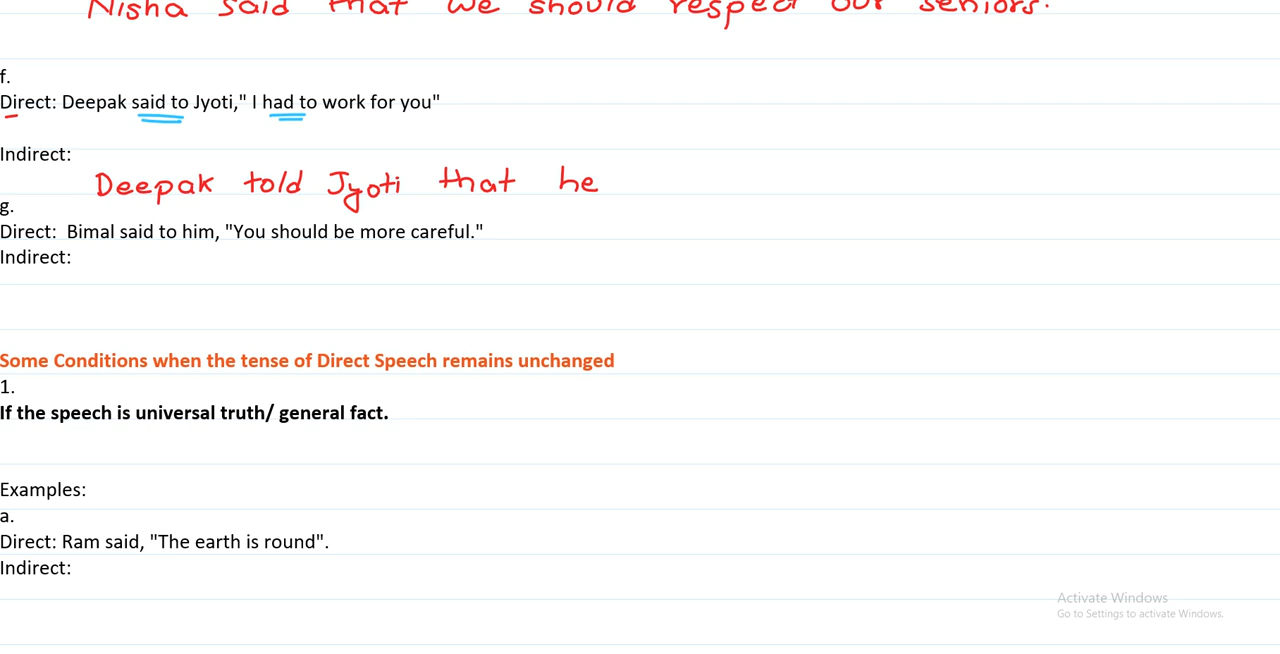 Nisha said that we should respect our seniors.
f.
Direct: Deepak said to Jyoti," I had to work for you"
Indirect:
Deepak told Jyoti that he
g.
Direct:  Bimal said to him, "You should be more careful."
Indirect:
Some Conditions when the tense of Direct Speech remains unchanged
1.
If the speech is universal truth/ general fact.
Examples:
a.
Direct: Ram said, "The earth is round".
Indirect:
Activate Windows
Go to Settings to activate Windows.